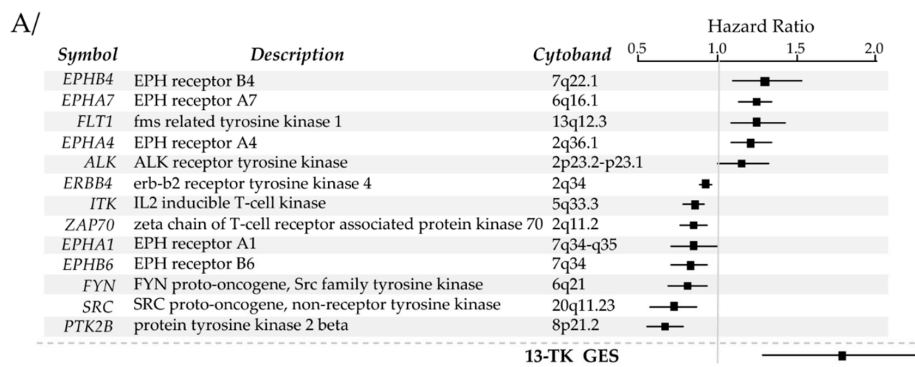 A/
Hazard Ratio
Symbol Description Cytoband 0.5 1.0 1.5 2.0
EPHB4 EPH receptor B4 7q22.1
EPHA7 EPH receptor A7 6q16.1
FLT1 fms related tyrosine kinase 1 13q12.3
EPHA4 EPH receptor A4 2q36.1
ALK ALK receptor tyrosine kinase 2p23.2-p23.1
ERBB4 erb-b2 receptor tyrosine kinase 4 2q34
ITK IL2 inducible T-cell kinase 5q33.3
ZAP70 zeta chain of T-cell receptor associated protein kinase 70 2q11.2
EPHA1 EPH receptor A1 7q34-q35
EPHB6 EPH receptor B6 7q34
FYN FYN proto-oncogene, Src family tyrosine kinase 6q21
SRC SRC proto-oncogene, non-receptor tyrosine kinase 20q11.23
PTK2B protein tyrosine kinase 2 beta 8p21.2
13-TK GES